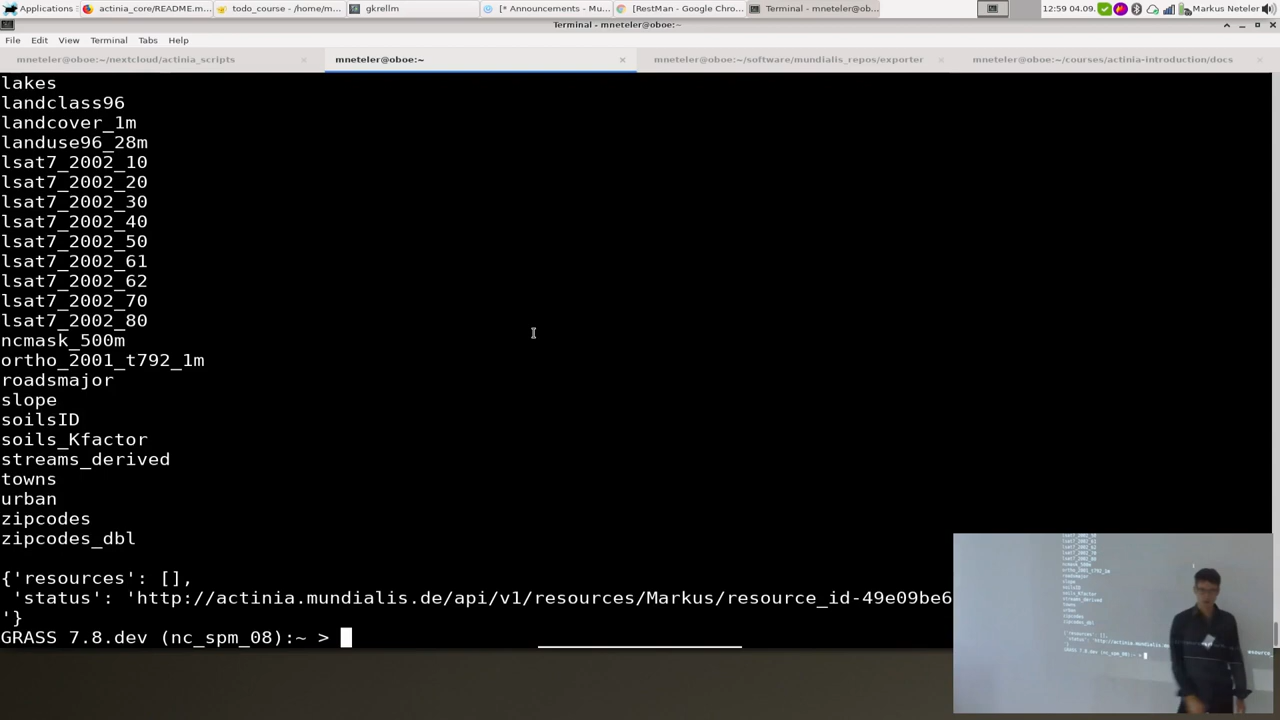 Applications
actinia_core/README.m...
todo_course - /home/m...
gkrellm
[* Announcements - Mu...
[RestMan - Google Chro...
Terminal - mneteler@ob...
12:59 04.09.
Markus Neteler
Terminal - mneteler@oboe:~
File Edit View Terminal Tabs Help
mneteler@oboe:~/nextcloud/actinia_scripts
mneteler@oboe:~
mneteler@oboe:~/software/mundialis_repos/exporter
mneteler@oboe:~/courses/actinia-introduction/docs
lakes
landclass96
landcover_1m
landuse96_28m
lsat7_2002_10
lsat7_2002_20
lsat7_2002_30
lsat7_2002_40
lsat7_2002_50
lsat7_2002_61
lsat7_2002_62
lsat7_2002_70
lsat7_2002_80
ncmask_500m
ortho_2001_t792_1m
roadsmajor
slope
soilsID
soils_Kfactor
streams_derived
towns
urban
zipcodes
zipcodes_dbl
{'resources': [],
'status': 'http://actinia.mundialis.de/api/v1/resources/Markus/resource_id-49e09be6
'}
GRASS 7.8.dev (nc_spm_08):~ >